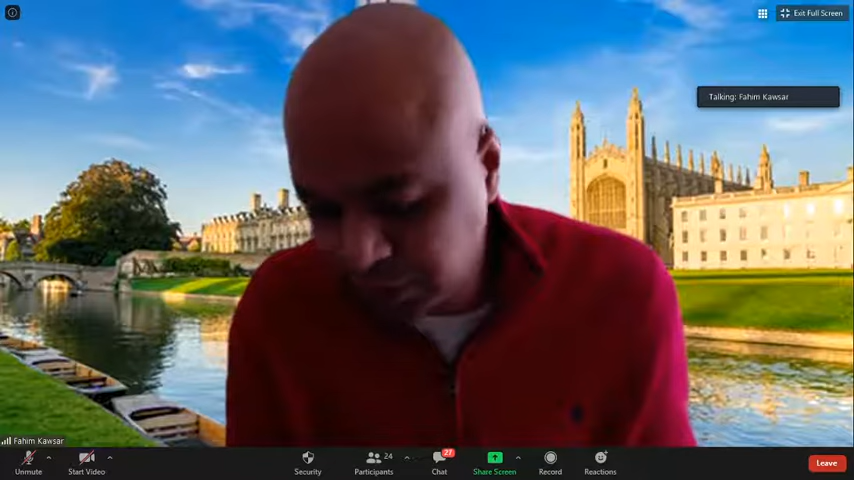 Exit Full Screen
Talking: Fahim Kawsar
Fahim Kawsar
Unmute
Start Video
Security
24
Participants
27
Chat
Share Screen
Record
Reactions
Leave